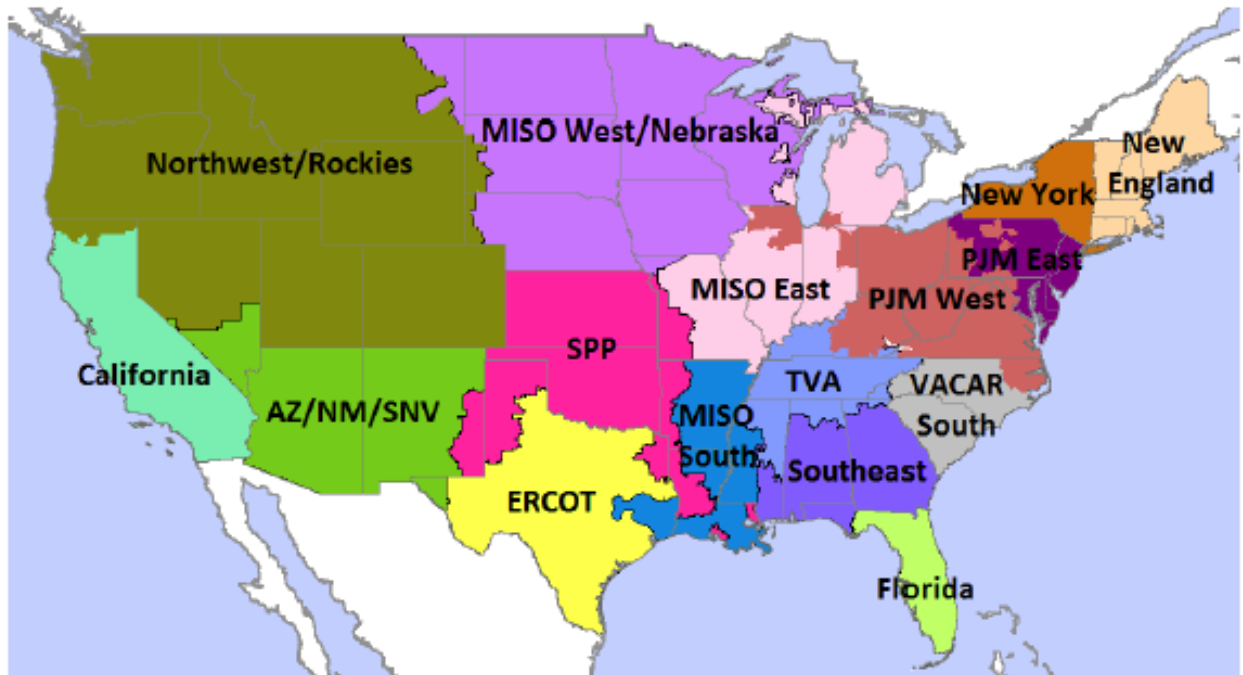 MISO West/Nebraska
New
England
Northwest/Rockies
New York
PJM East
MISO East
PJM West
SPP
California
TVA
VACAR
South
AZ/NM/SNV
MISO
South
Southeast
ERCOT
Florida